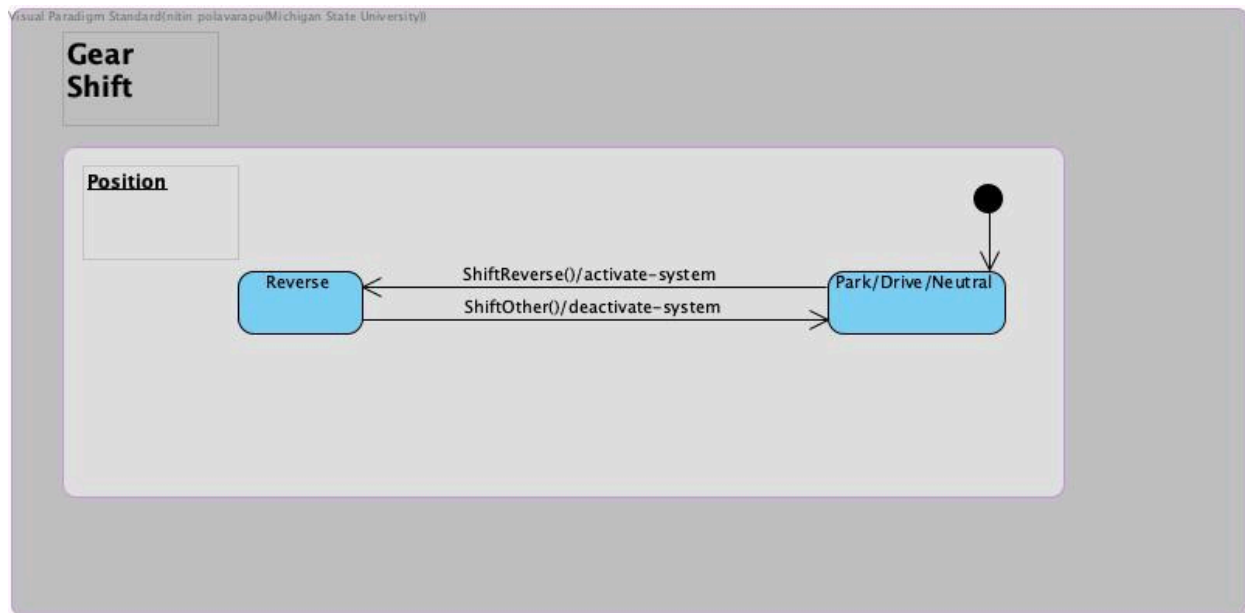 Visual Paradigm Standard(nitin polavarapu(Michigan State University))
Gear
Shift
Position
Reverse
ShiftReverse()/activate-system
Park/Drive/Neutral
ShiftOther()/deactivate-system